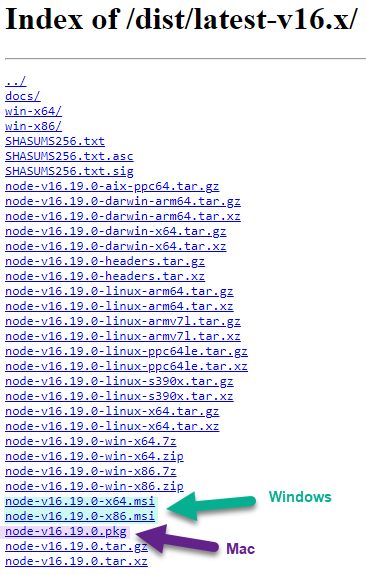 Index of /dist/latest-v16.x/
../
docs/
win-x64/
win-x86/
SHASUMS256.txt
SHASUMS256.txt.asc
SHASUMS256.txt.sig
node-v16.19.0-aix-ppc64.tar.gz
node-v16.19.0-darwin-arm64.tar.gz
node-v16.19.0-darwin-arm64.tar.xz
node-v16.19.0-darwin-x64.tar.gz
node-v16.19.0-darwin-x64.tar.xz
node-v16.19.0-headers.tar.gz
node-v16.19.0-headers.tar.xz
node-v16.19.0-linux-arm64.tar.gz
node-v16.19.0-linux-arm64.tar.xz
node-v16.19.0-linux-armv7l.tar.gz
node-v16.19.0-linux-armv7l.tar.xz
node-v16.19.0-linux-ppc64le.tar.gz
node-v16.19.0-linux-ppc64le.tar.xz
node-v16.19.0-linux-s390x.tar.gz
node-v16.19.0-linux-s390x.tar.xz
node-v16.19.0-linux-x64.tar.gz
node-v16.19.0-linux-x64.tar.xz
node-v16.19.0-win-x64.7z
node-v16.19.0-win-x64.zip
node-v16.19.0-win-x86.7z
node-v16.19.0-win-x86.zip
node-v16.19.0-x64.msi
Windows
node-v16.19.0-x86.msi
node-v16.19.0.pkg
Mac
node-v16.19.0.tar.gz
node-v16.19.0.tar.xz